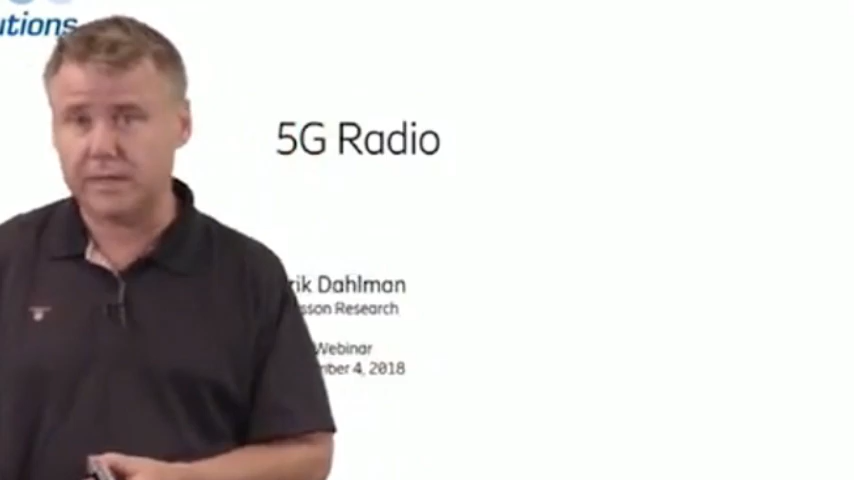 utions
5G Radio
rik Dahlman
sson Research
Webinar
mber 4, 2018